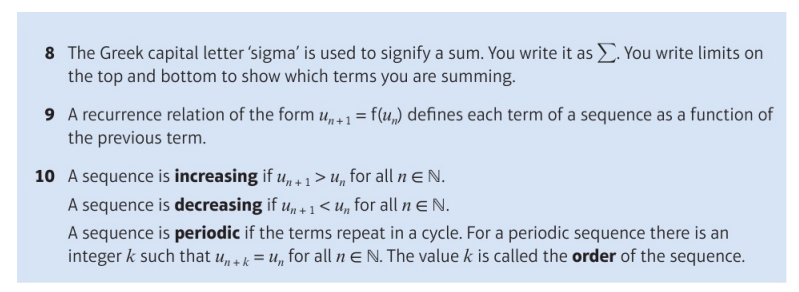 8 The Greek capital letter ‘sigma’ is used to signify a sum. You write it as ∑. You write limits on
the top and bottom to show which terms you are summing.
9 A recurrence relation of the form uₙ₊₁ = f(uₙ) defines each term of a sequence as a function of
the previous term.
10 A sequence is increasing if uₙ₊₁ > uₙ for all n ∈ ℕ.
A sequence is decreasing if uₙ₊₁ < uₙ for all n ∈ ℕ.
A sequence is periodic if the terms repeat in a cycle. For a periodic sequence there is an
integer k such that uₙ₊ₖ = uₙ for all n ∈ ℕ. The value k is called the order of the sequence.